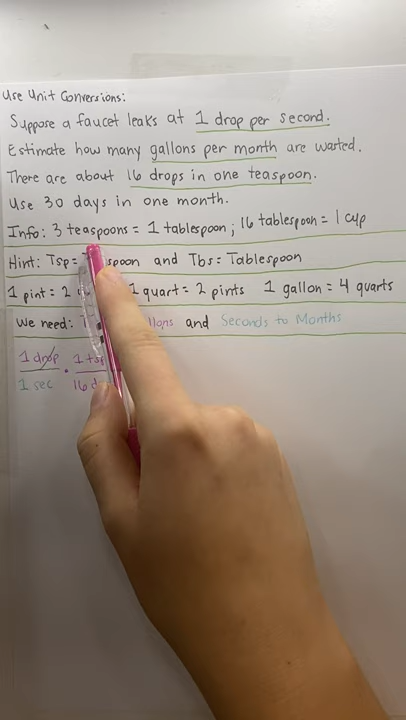 Use Unit Conversions:
Suppose a faucet leaks at 1 drop per second.
Estimate how many gallons per month are wasted.
There are about 16 drops in one teaspoon.
Use 30 days in one month.
Info: 3 teaspoons = 1 tablespoon; 16 tablespoon = 1 cup
Hint: Tsp = spoon and Tbs = Tablespoon
1 pint = 2 1 quart = 2 pints 1 gallon = 4 quarts
We need: llons and Seconds to Months
1 drop · 1 tsp
1 sec 16 d